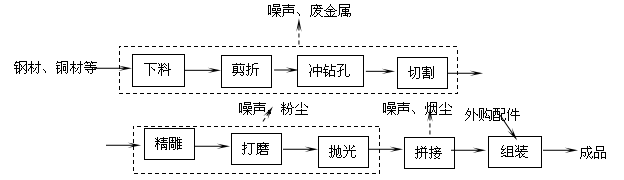 噪声、废金属
钢材、铜材等 下料 剪折 冲钻孔 切割
噪声、粉尘 噪声、烟尘 外购配件
精雕 打磨 抛光 拼接 组装 成品